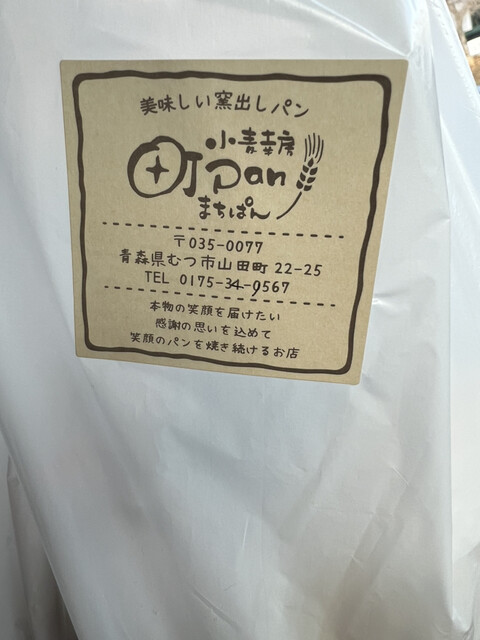 美味しい窯出しパン
小麦幸房
町Pan
まちぱん
〒035-0077
青森県むつ市山田町 22-25
TEL 0175-34-9567
本物の笑顔を届けたい
感謝の思いを込めて
笑顔のパンを焼き続けるお店